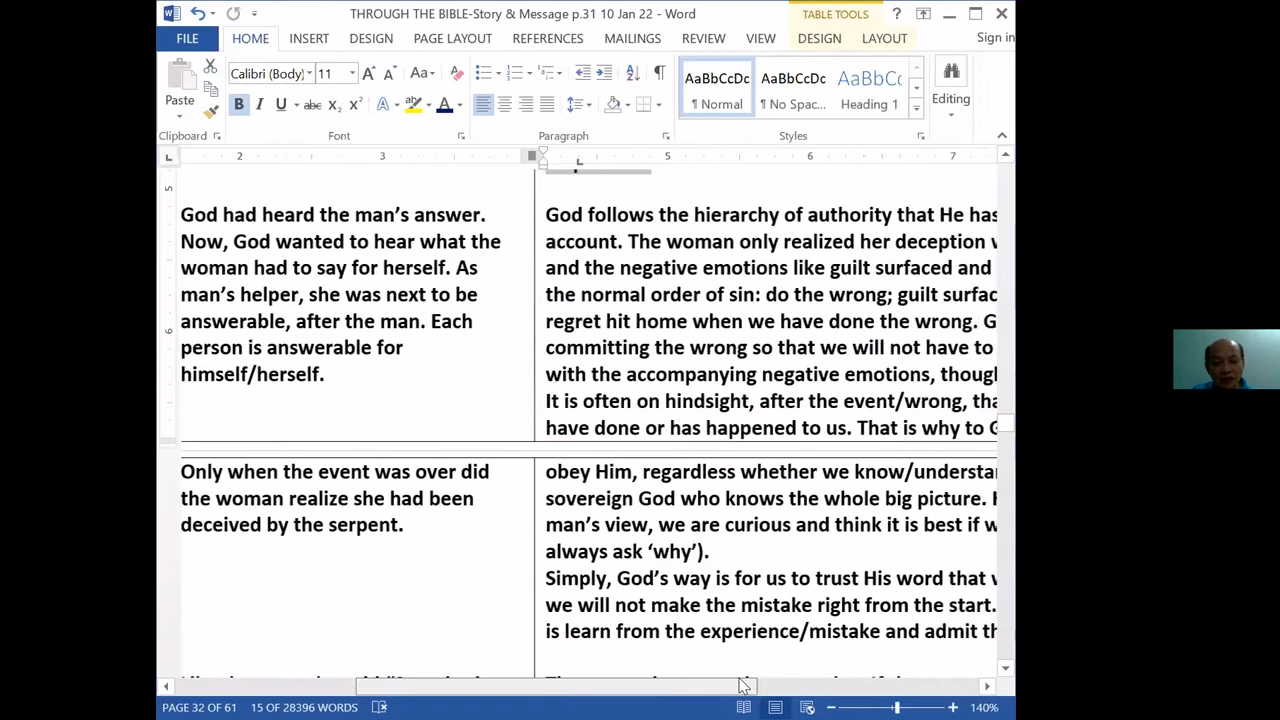 THROUGH THE BIBLE-Story & Message p.31 10 Jan 22 - Word
TABLE TOOLS
FILE HOME INSERT DESIGN PAGE LAYOUT REFERENCES MAILINGS REVIEW VIEW DESIGN LAYOUT Sign in
Calibri (Body) 11
Paste
AaBbCcDc AaBbCcDc AaBbCc
¶ Normal ¶ No Spac... Heading 1
Editing
Clipboard Font Paragraph Styles
2 3 5 6 7
5
6
God had heard the man’s answer.
Now, God wanted to hear what the
woman had to say for herself. As
man’s helper, she was next to be
answerable, after the man. Each
person is answerable for
himself/herself.
God follows the hierarchy of authority that He has
account. The woman only realized her deception
and the negative emotions like guilt surfaced and
the normal order of sin: do the wrong; guilt surfac
regret hit home when we have done the wrong. G
committing the wrong so that we will not have to
with the accompanying negative emotions, though
It is often on hindsight, after the event/wrong, tha
have done or has happened to us. That is why to G
Only when the event was over did
the woman realize she had been
deceived by the serpent.
obey Him, regardless whether we know/understan
sovereign God who knows the whole big picture.
man’s view, we are curious and think it is best if w
always ask ‘why’).
Simply, God’s way is for us to trust His word that w
we will not make the mistake right from the start.
is learn from the experience/mistake and admit th
PAGE 32 OF 61 15 OF 28396 WORDS 140%